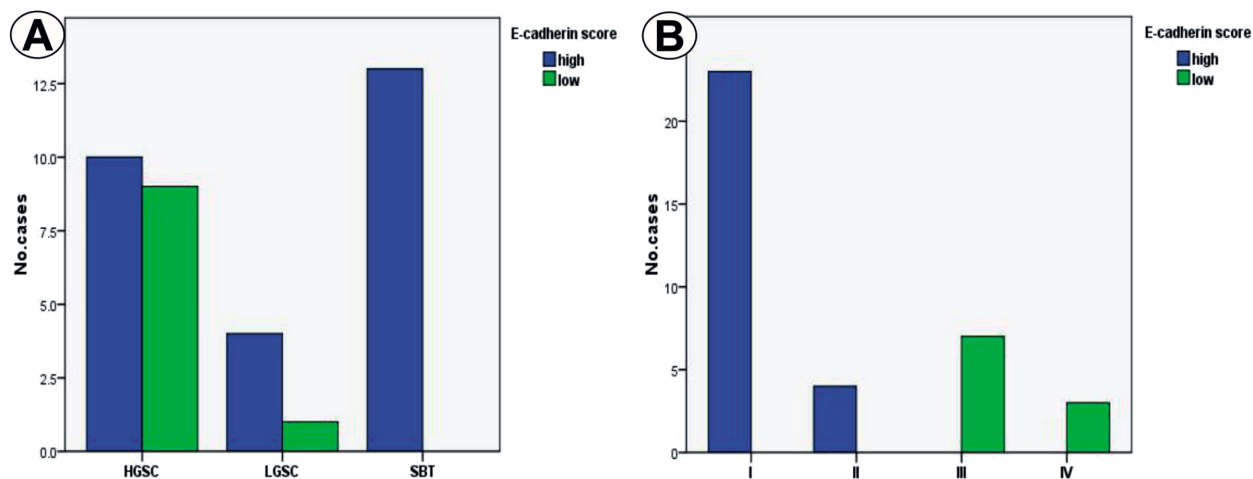 A
E-cadherin score
high
low
12.5
10.0
7.5
5.0
2.5
0.0
No.cases
HGSC LGSC SBT
B
E-cadherin score
high
low
20
15
10
5
0
No.cases
I II III IV